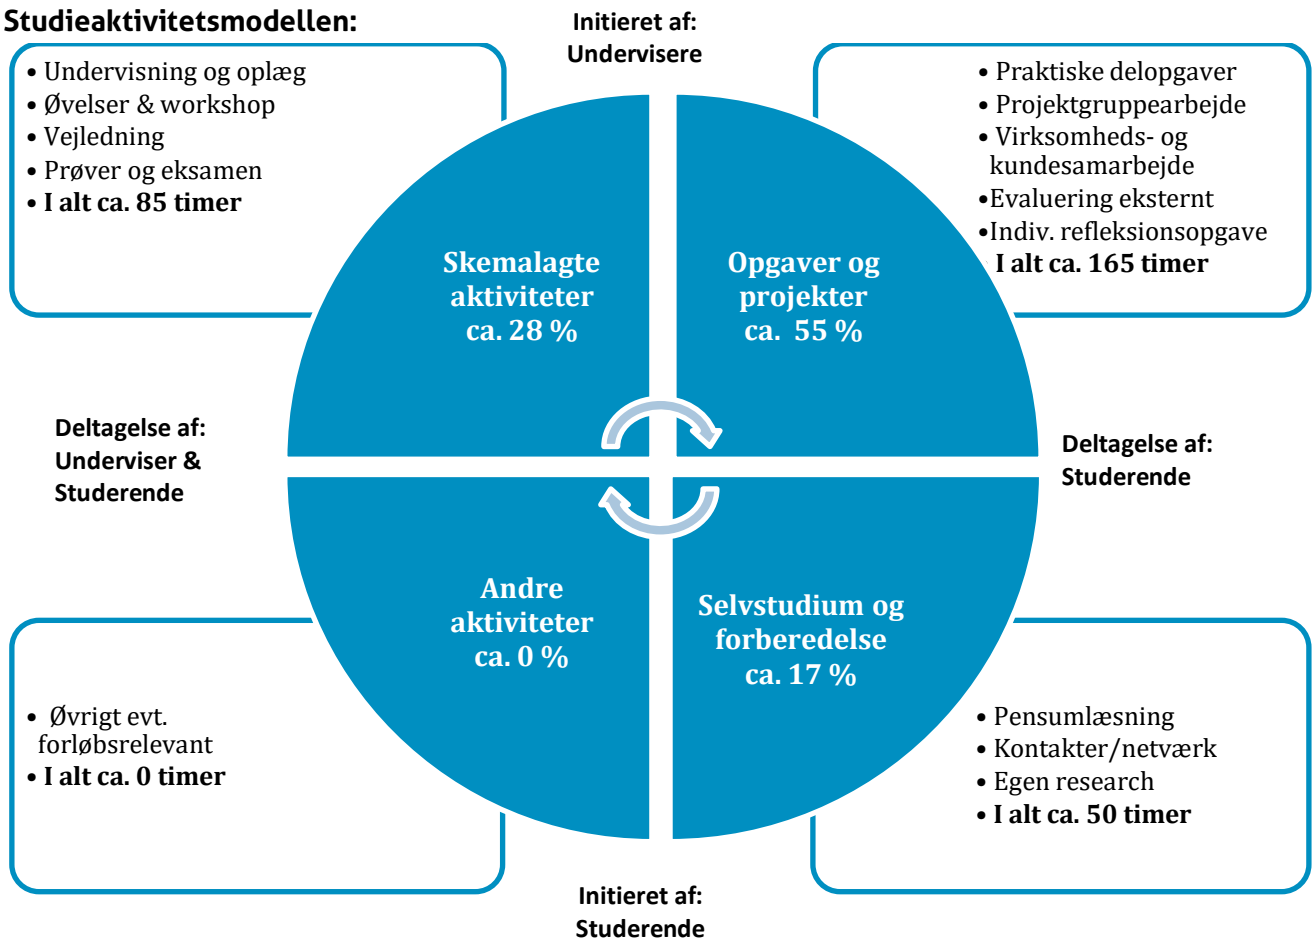 Studieaktivitetsmodellen:
Initieret af:
Undervisere
• Undervisning og oplæg
• Øvelser & workshop
• Vejledning
• Prøver og eksamen
• I alt ca. 85 timer
• Praktiske delopgaver
• Projektgruppearbejde
• Virksomheds- og
kundesamarbejde
•Evaluering eksternt
•Indiv. refleksionsopgave
I alt ca. 165 timer
Skemalagte
aktiviteter
ca. 28 %
Opgaver og
projekter
ca. 55 %
Deltagelse af:
Underviser &
Studerende
Deltagelse af:
Studerende
Andre
aktiviteter
ca. 0 %
Selvstudium og
forberedelse
ca. 17 %
• Øvrigt evt.
forløbsrelevant
• I alt ca. 0 timer
• Pensumlæsning
• Kontakter/netværk
• Egen research
• I alt ca. 50 timer
Initieret af:
Studerende